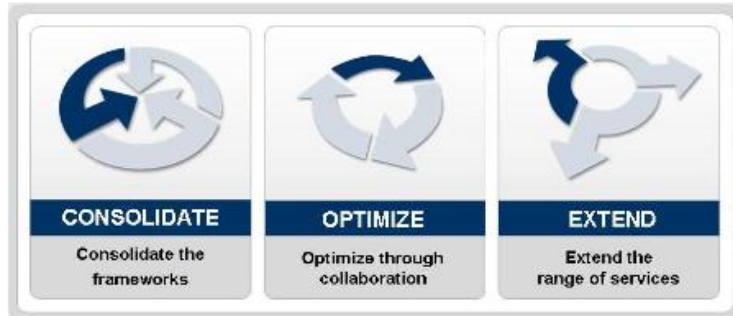 CONSOLIDATE
Consolidate the
frameworks
OPTIMIZE
Optimize through
collaboration
EXTEND
Extend the
range of services